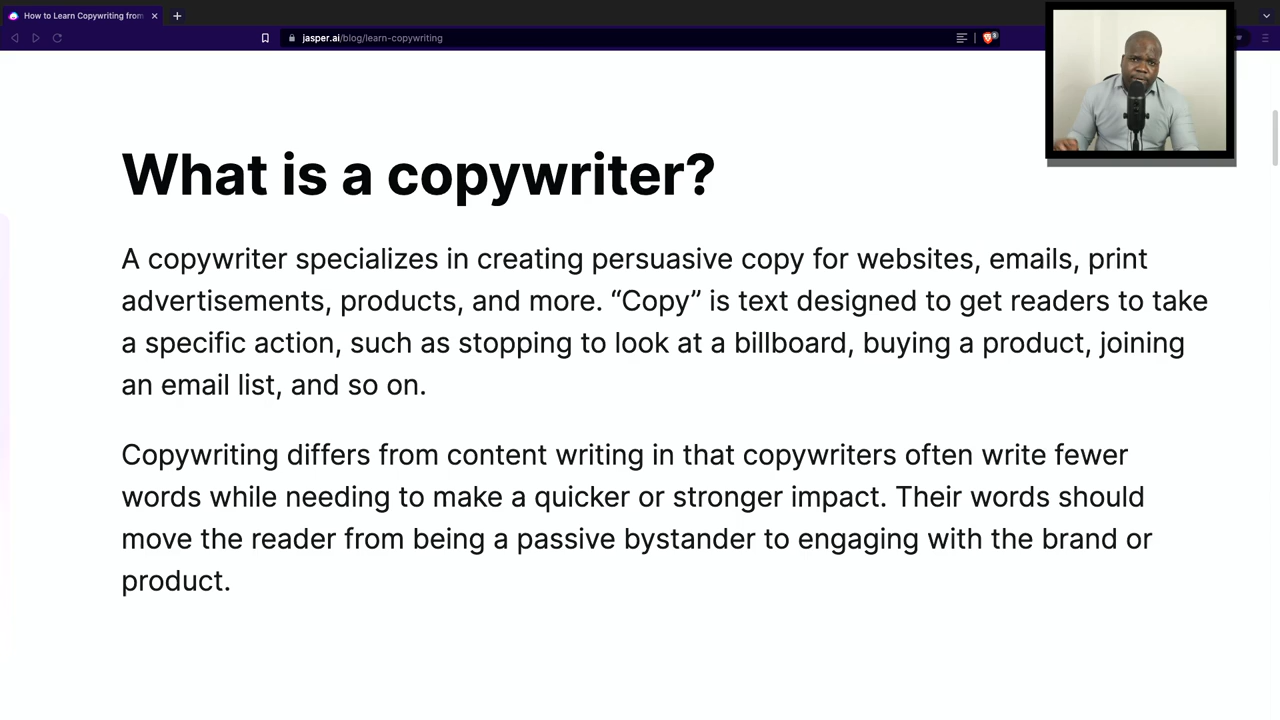 How to Learn Copywriting from
jasper.ai/blog/learn-copywriting
3
What is a copywriter?
A copywriter specializes in creating persuasive copy for websites, emails, print
advertisements, products, and more. “Copy” is text designed to get readers to take
a specific action, such as stopping to look at a billboard, buying a product, joining
an email list, and so on.
Copywriting differs from content writing in that copywriters often write fewer
words while needing to make a quicker or stronger impact. Their words should
move the reader from being a passive bystander to engaging with the brand or
product.